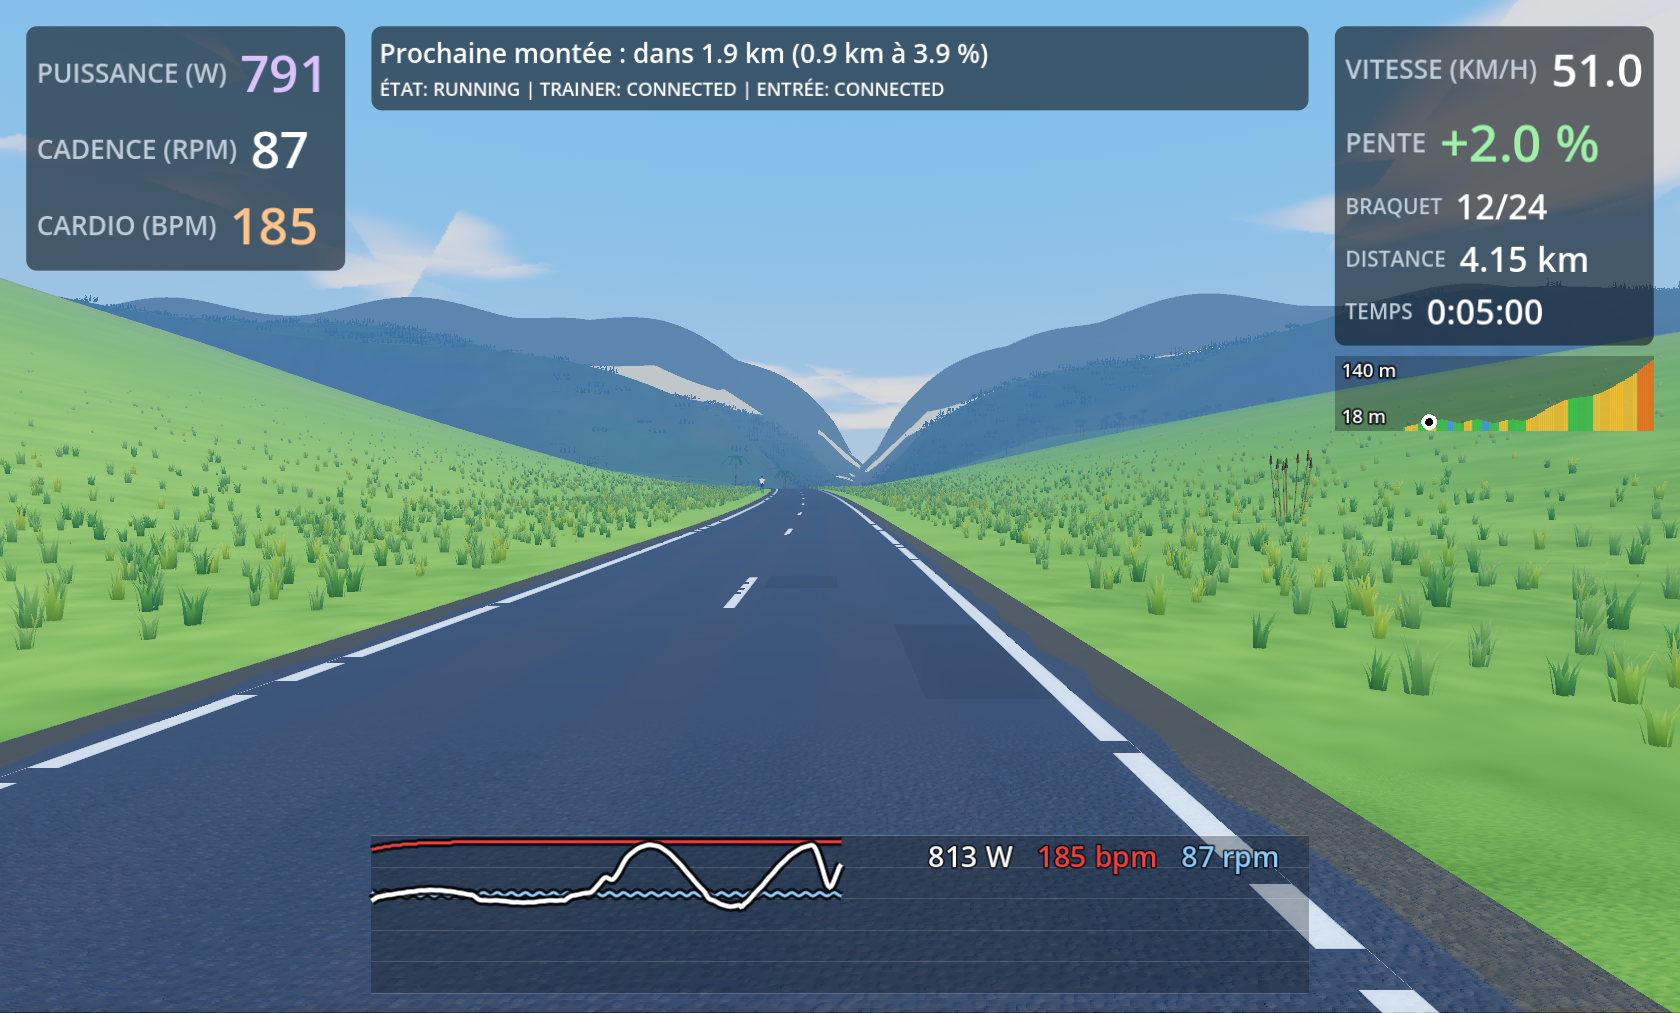 PUISSANCE (W) 791
CADENCE (RPM) 87
CARDIO (BPM) 185
Prochaine montée : dans 1.9 km (0.9 km à 3.9 %)
ÉTAT: RUNNING | TRAINER: CONNECTED | ENTRÉE: CONNECTED
VITESSE (KM/H) 51.0
PENTE +2.0 %
BRAQUET 12/24
DISTANCE 4.15 km
TEMPS 0:05:00
140 m
18 m
813 W 185 bpm 87 rpm